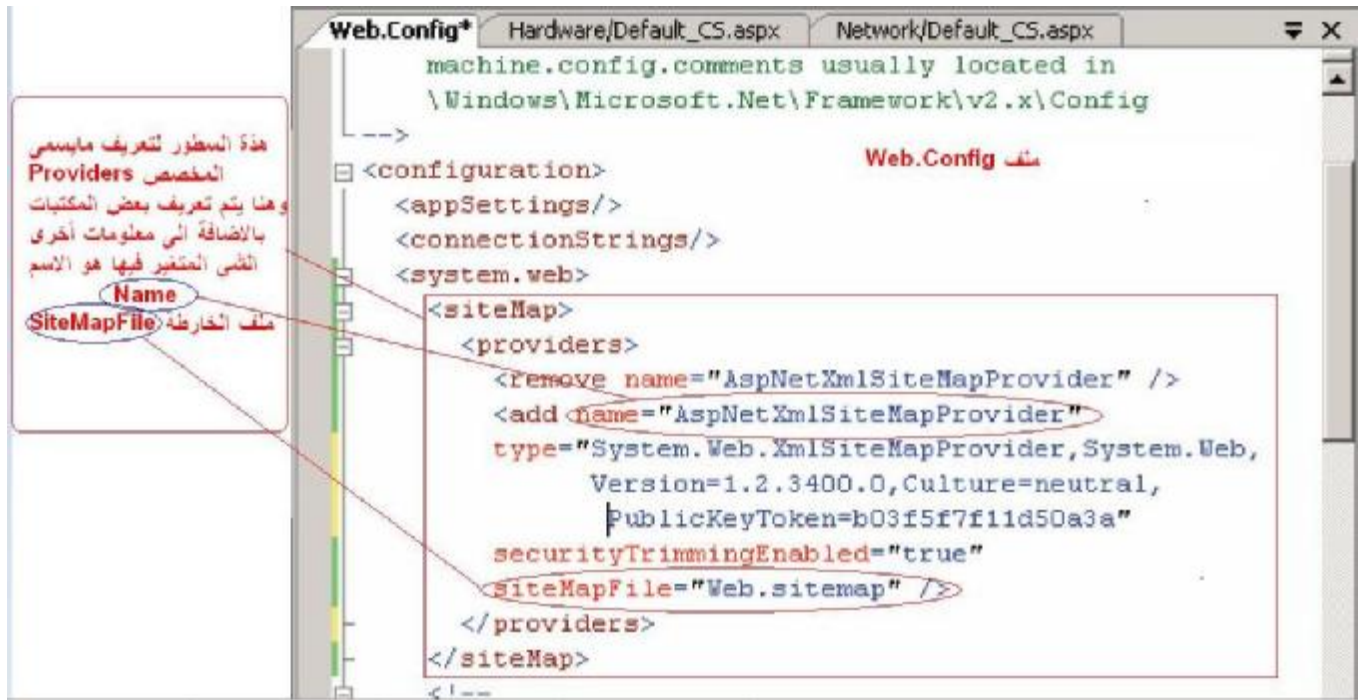 Web.Config* Hardware/Default_CS.aspx Network/Default_CS.aspx
machine.config.comments usually located in
\Windows\Microsoft.Net\Framework\v2.x\Config
-->
ملف Web.Config
<configuration>
<appSettings/>
<connectionStrings/>
<system.web>
<siteMap>
<providers>
<remove name="AspNetXmlSiteMapProvider" />
<add name="AspNetXmlSiteMapProvider"
type="System.Web.XmlSiteMapProvider,System.Web,
Version=1.2.3400.0,Culture=neutral,
PublicKeyToken=b03f5f7f11d50a3a"
securityTrimmingEnabled="true"
siteMapFile="Web.sitemap" />
</providers>
</siteMap>
<!--
هذة السطور لتعريف مايسمى
المخصص Providers
وهنا يتم تعريف بعض المكتبات
بالاضافة الى معلومات أخرى
الشى المتغير فيها هو الاسم
Name
ملف الخارطة SiteMapFile